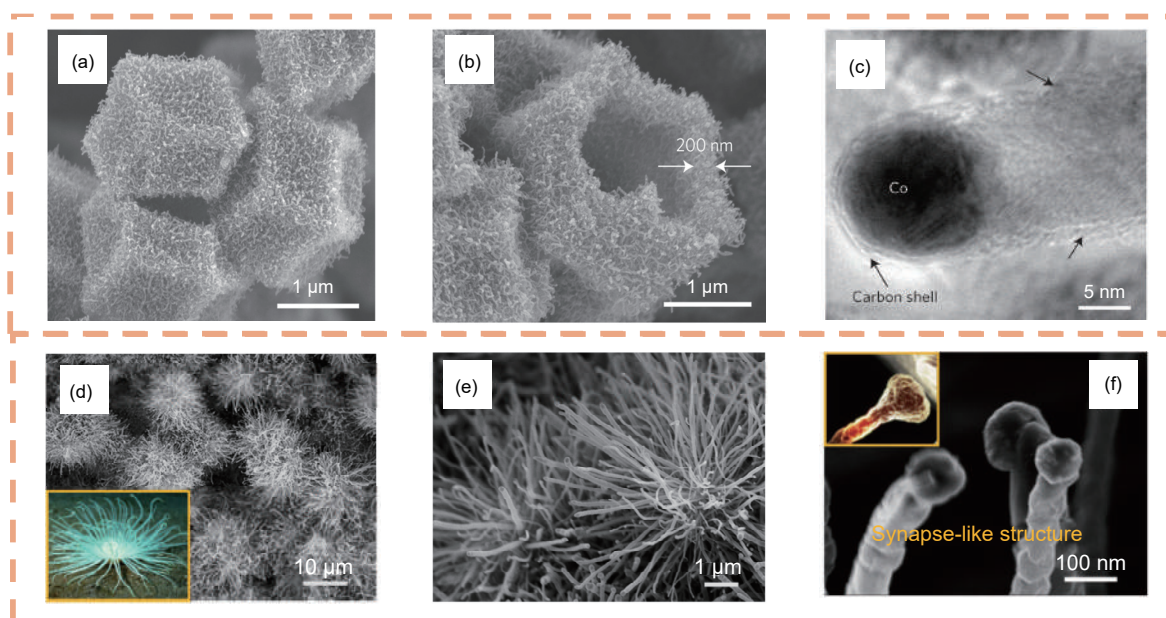 (a)
1 μm
(b)
200 nm
1 μm
(c)
Co
Carbon shell
5 nm
(d)
10 μm
(e)
1 μm
(f)
Synapse-like structure
100 nm